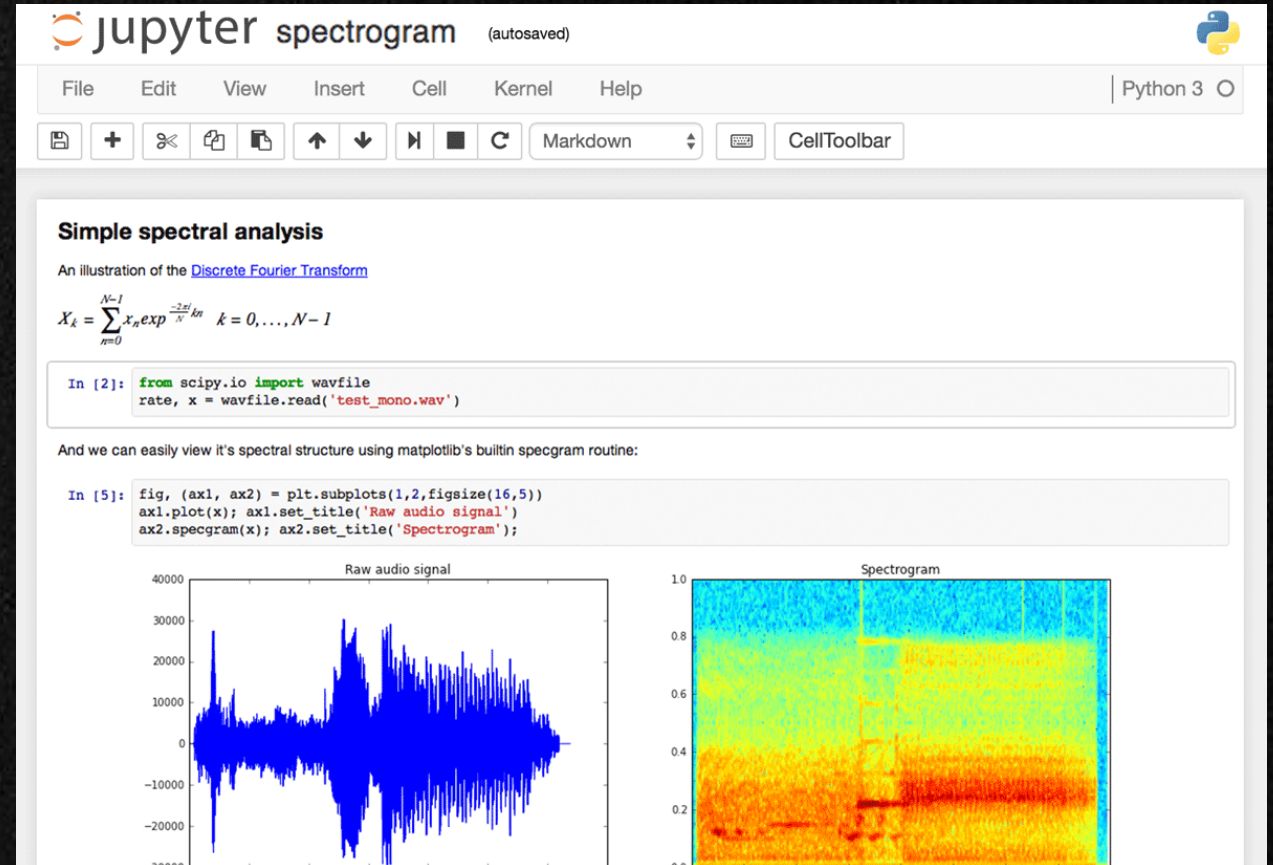 jupyter spectrogram (autosaved)
File Edit View Insert Cell Kernel Help Python 3
Markdown CellToolbar
Simple spectral analysis
An illustration of the Discrete Fourier Transform
X_k = \sum_{n=0}^{N-1} x_n exp^{\frac{-2πi}{N} kn} k = 0, . . . , N − 1
In [2]: from scipy.io import wavfile
rate, x = wavfile.read('test_mono.wav')
And we can easily view it's spectral structure using matplotlib's builtin specgram routine:
In [5]: fig, (ax1, ax2) = plt.subplots(1,2,figsize(16,5))
ax1.plot(x); ax1.set_title('Raw audio signal')
ax2.specgram(x); ax2.set_title('Spectrogram');
Raw audio signal
40000
30000
20000
10000
0
−10000
−20000
Spectrogram
1.0
0.8
0.6
0.4
0.2